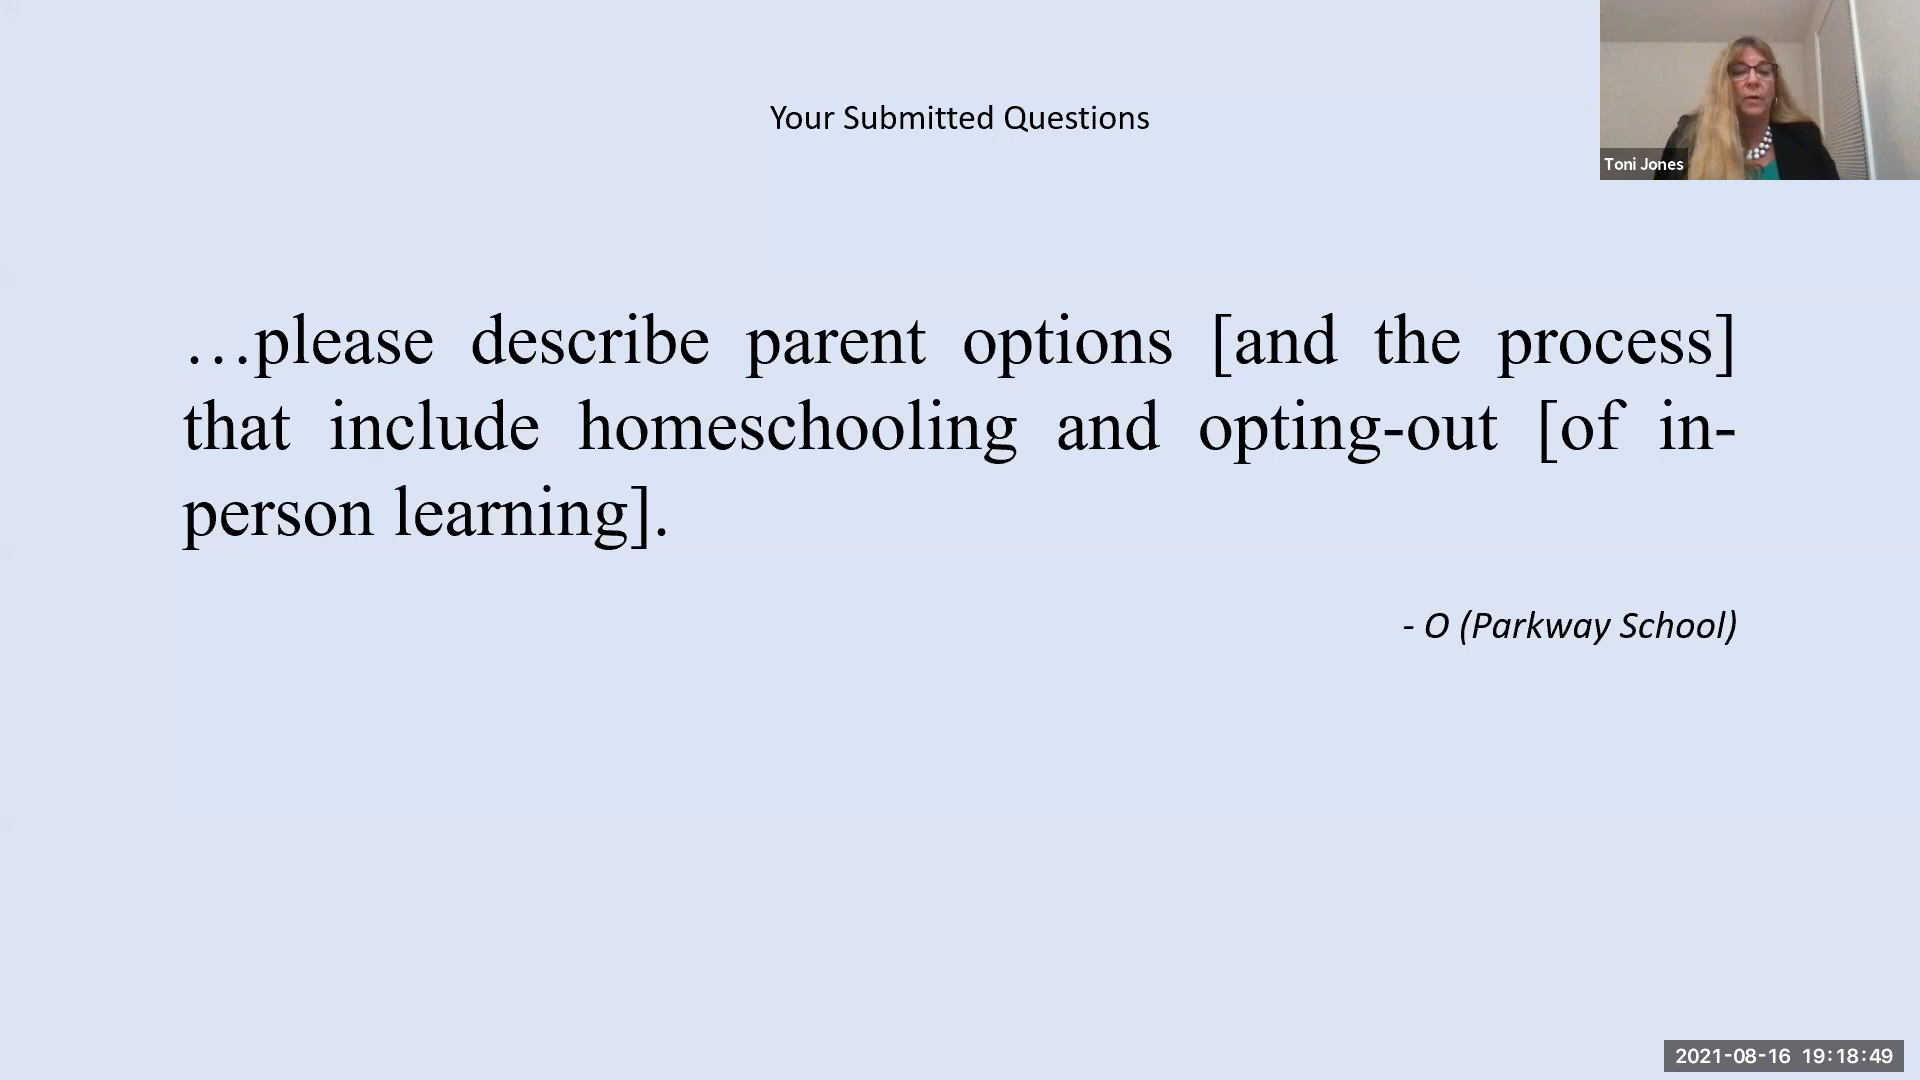 Your Submitted Questions
Toni Jones
…please describe parent options [and the process]
that include homeschooling and opting-out [of in-
person learning].
- O (Parkway School)
2021-08-16 19:18:49